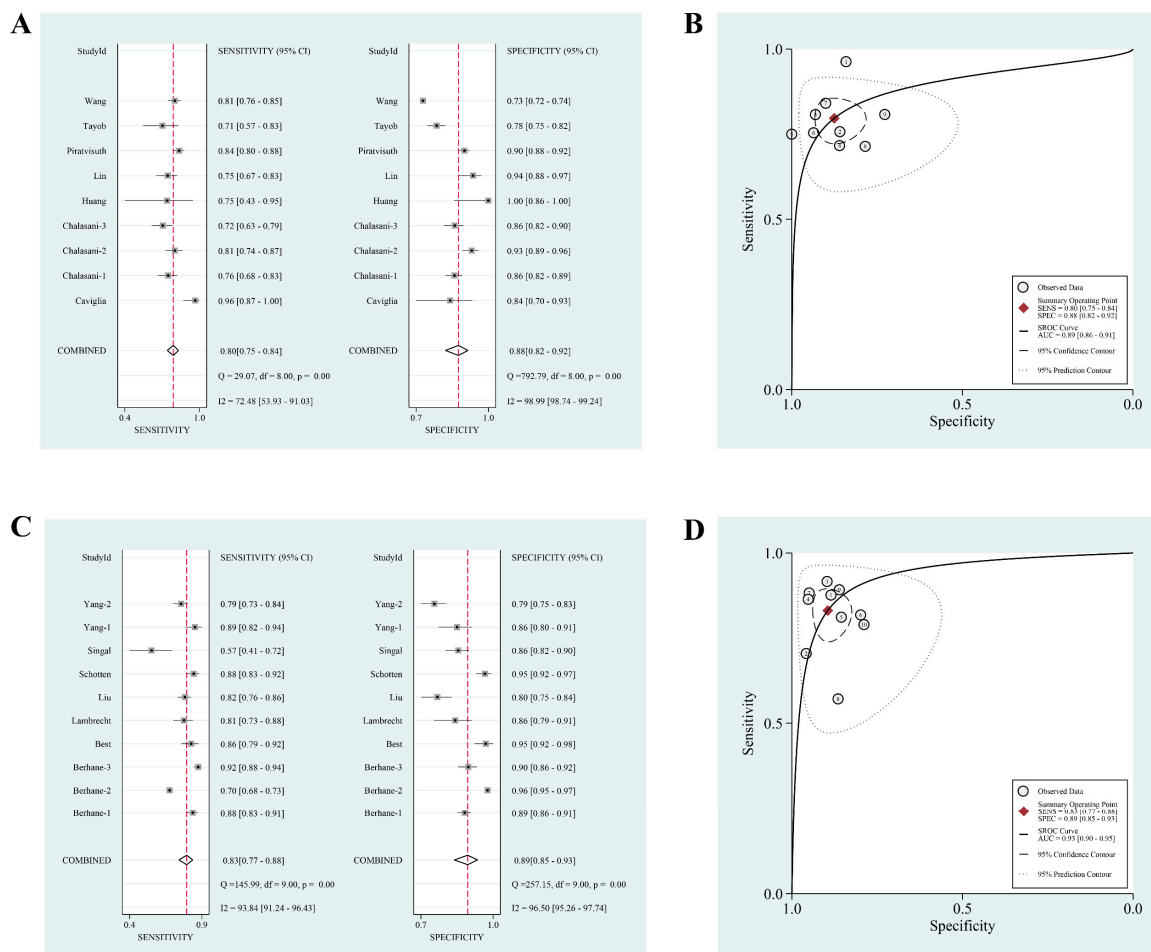 A
StudyId SENSITIVITY (95% CI)
Wang 0.81 [0.76 - 0.85]
Tayob 0.71 [0.57 - 0.83]
Piratvisuth 0.84 [0.80 - 0.88]
Lin 0.75 [0.67 - 0.83]
Huang 0.75 [0.43 - 0.95]
Chalasani-3 0.72 [0.63 - 0.79]
Chalasani-2 0.81 [0.74 - 0.87]
Chalasani-1 0.76 [0.68 - 0.83]
Caviglia 0.96 [0.87 - 1.00]
COMBINED 0.80[0.75 - 0.84]
Q = 29.07, df = 8.00, p = 0.00
I2 = 72.48 [53.93 - 91.03]
0.4 1.0
SENSITIVITY
StudyId SPECIFICITY (95% CI)
Wang 0.73 [0.72 - 0.74]
Tayob 0.78 [0.75 - 0.82]
Piratvisuth 0.90 [0.88 - 0.92]
Lin 0.94 [0.88 - 0.97]
Huang 1.00 [0.86 - 1.00]
Chalasani-3 0.86 [0.82 - 0.90]
Chalasani-2 0.93 [0.89 - 0.96]
Chalasani-1 0.86 [0.82 - 0.89]
Caviglia 0.84 [0.70 - 0.93]
COMBINED 0.88[0.82 - 0.92]
Q =792.79, df = 8.00, p = 0.00
I2 = 98.99 [98.74 - 99.24]
0.7 1.0
SPECIFICITY
B
1.0
0.5
0.0
Sensitivity
1.0 0.5 0.0
Specificity
1
7
3
9
6
2
4
8
Observed Data
Summary Operating Point
SENS = 0.80 [0.75 - 0.84]
SPEC = 0.88 [0.82 - 0.92]
SROC Curve
AUC = 0.89 [0.86 - 0.91]
95% Confidence Contour
95% Prediction Contour
C
StudyId SENSITIVITY (95% CI)
Yang-2 0.79 [0.73 - 0.84]
Yang-1 0.89 [0.82 - 0.94]
Singal 0.57 [0.41 - 0.72]
Schotten 0.88 [0.83 - 0.92]
Liu 0.82 [0.76 - 0.86]
Lambrecht 0.81 [0.73 - 0.88]
Best 0.86 [0.79 - 0.92]
Berhane-3 0.92 [0.88 - 0.94]
Berhane-2 0.70 [0.68 - 0.73]
Berhane-1 0.88 [0.83 - 0.91]
COMBINED 0.83[0.77 - 0.88]
Q =145.99, df = 9.00, p = 0.00
I2 = 93.84 [91.24 - 96.43]
0.4 0.9
SENSITIVITY
StudyId SPECIFICITY (95% CI)
Yang-2 0.79 [0.75 - 0.83]
Yang-1 0.86 [0.80 - 0.91]
Singal 0.86 [0.82 - 0.90]
Schotten 0.95 [0.92 - 0.97]
Liu 0.80 [0.75 - 0.84]
Lambrecht 0.86 [0.79 - 0.91]
Best 0.95 [0.92 - 0.98]
Berhane-3 0.90 [0.86 - 0.92]
Berhane-2 0.96 [0.95 - 0.97]
Berhane-1 0.89 [0.86 - 0.91]
COMBINED 0.89[0.85 - 0.93]
Q =257.15, df = 9.00, p = 0.00
I2 = 96.50 [95.26 - 97.74]
0.7 1.0
SPECIFICITY
D
1.0
0.5
0.0
Sensitivity
1.0 0.5 0.0
Specificity
3
7
9
4
1
5
6
10
2
8
Observed Data
Summary Operating Point
SENS = 0.83 [0.77 - 0.88]
SPEC = 0.89 [0.85 - 0.93]
SROC Curve
AUC = 0.93 [0.90 - 0.95]
95% Confidence Contour
95% Prediction Contour